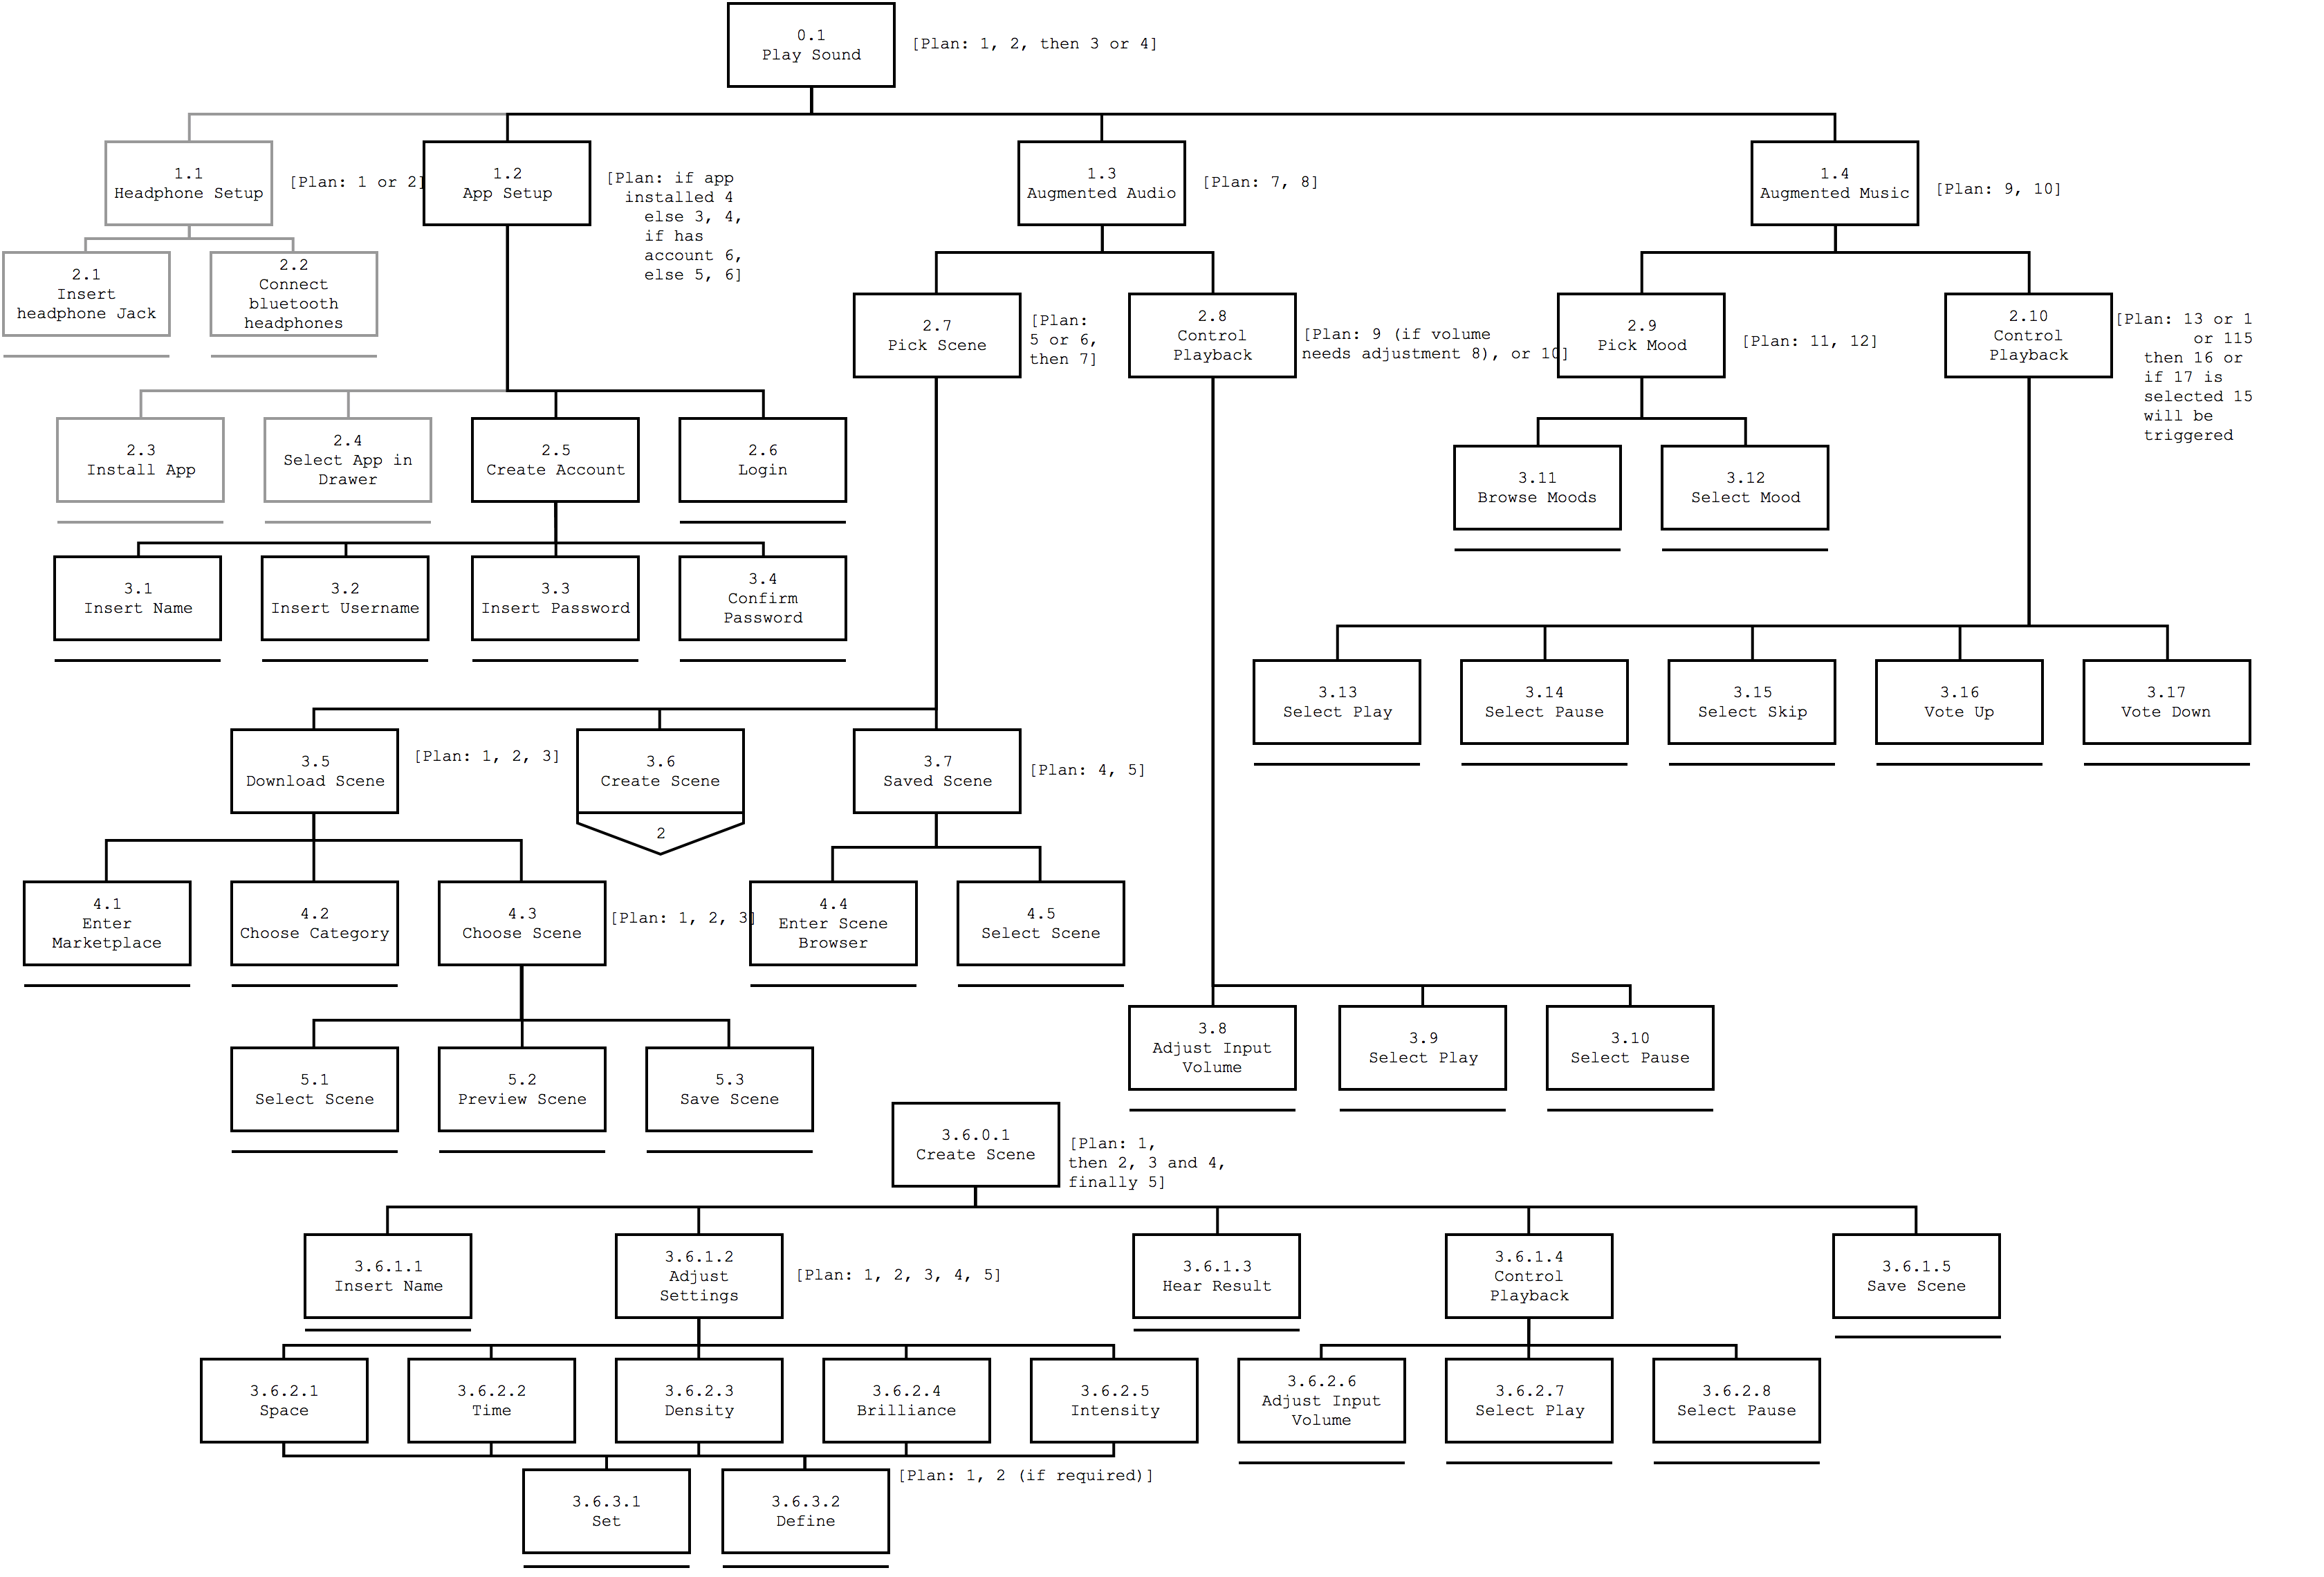 0.1
Play Sound
[Plan: 1, 2, then 3 or 4]
1.1
Headphone Setup
[Plan: 1 or 2]
1.2
App Setup
[Plan: if app
installed 4
else 3, 4,
if has
account 6,
else 5, 6]
1.3
Augmented Audio
[Plan: 7, 8]
1.4
Augmented Music
[Plan: 9, 10]
2.1
Insert
headphone Jack
2.2
Connect
bluetooth
headphones
2.7
Pick Scene
[Plan:
5 or 6,
then 7]
2.8
Control
Playback
[Plan: 9 (if volume
needs adjustment 8), or 10]
2.9
Pick Mood
[Plan: 11, 12]
2.10
Control
Playback
[Plan: 13 or 1
or 115
then 16 or
if 17 is
selected 15
will be
triggered
2.3
Install App
2.4
Select App in
Drawer
2.5
Create Account
2.6
Login
3.11
Browse Moods
3.12
Select Mood
3.1
Insert Name
3.2
Insert Username
3.3
Insert Password
3.4
Confirm
Password
3.13
Select Play
3.14
Select Pause
3.15
Select Skip
3.16
Vote Up
3.17
Vote Down
3.5
Download Scene
[Plan: 1, 2, 3]
3.6
Create Scene
2
3.7
Saved Scene
[Plan: 4, 5]
4.1
Enter
Marketplace
4.2
Choose Category
4.3
Choose Scene
[Plan: 1, 2, 3]
4.4
Enter Scene
Browser
4.5
Select Scene
3.8
Adjust Input
Volume
3.9
Select Play
3.10
Select Pause
5.1
Select Scene
5.2
Preview Scene
5.3
Save Scene
3.6.0.1
Create Scene
[Plan: 1,
then 2, 3 and 4,
finally 5]
3.6.1.1
Insert Name
3.6.1.2
Adjust
Settings
[Plan: 1, 2, 3, 4, 5]
3.6.1.3
Hear Result
3.6.1.4
Control
Playback
3.6.1.5
Save Scene
3.6.2.1
Space
3.6.2.2
Time
3.6.2.3
Density
3.6.2.4
Brilliance
3.6.2.5
Intensity
3.6.2.6
Adjust Input
Volume
3.6.2.7
Select Play
3.6.2.8
Select Pause
3.6.3.1
Set
3.6.3.2
Define
[Plan: 1, 2 (if required)]